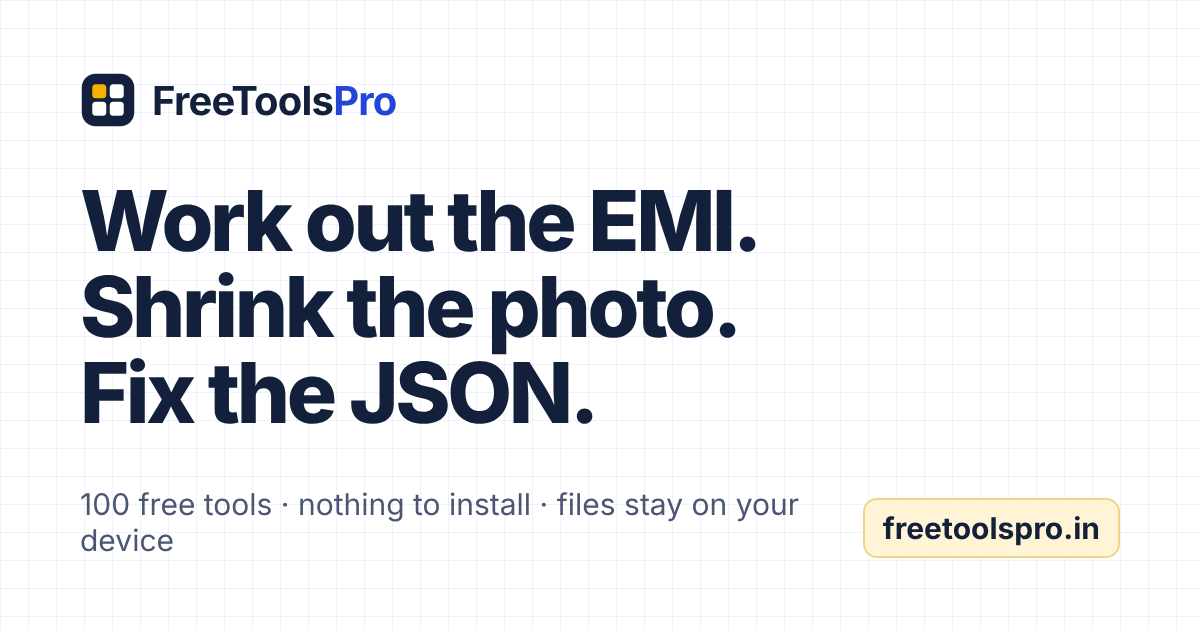 FreeToolsPro
Work out the EMI.
Shrink the photo.
Fix the JSON.
100 free tools · nothing to install · files stay on your
device
freetoolspro.in